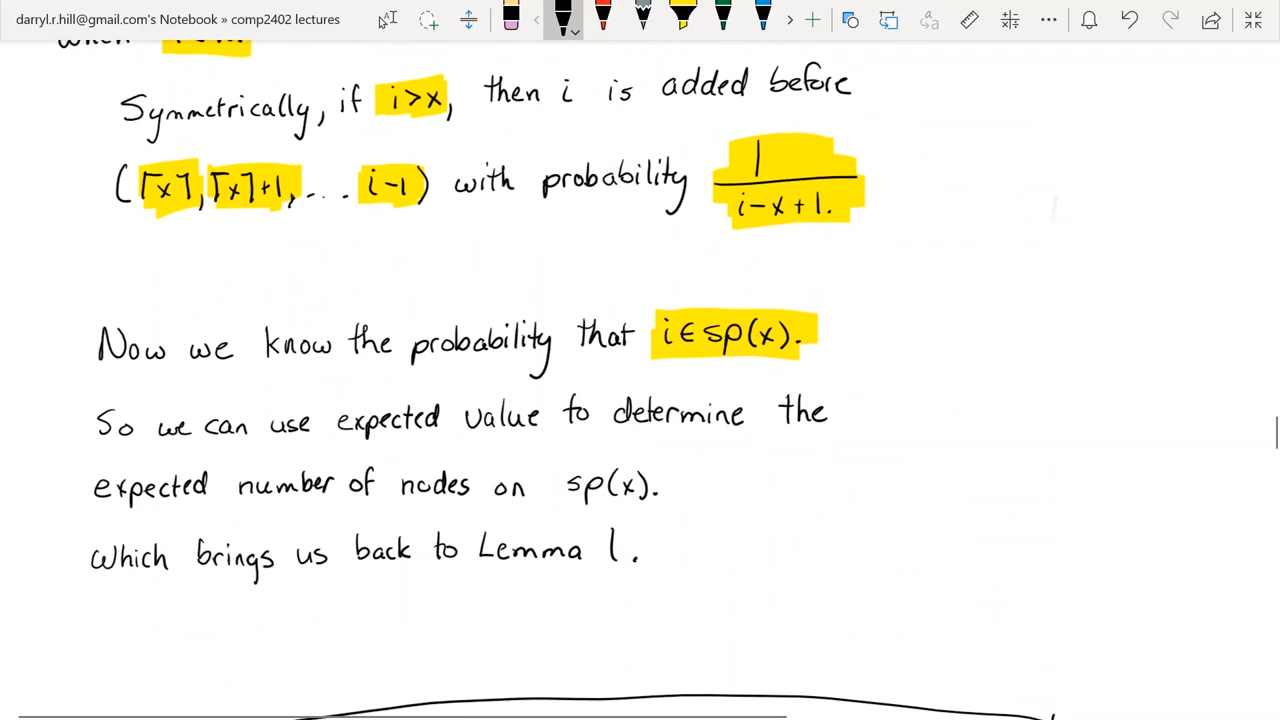 darryl.r.hill@gmail.com's Notebook » comp2402 lectures
when
Symmetrically, if i>x, then i is added before
(⌈x⌉, ⌈x⌉+1, ... i-1) with probability 1/(i-x+1.
Now we know the probability that i∈sp(x).
So we can use expected value to determine the
expected number of nodes on sp(x).
Which brings us back to Lemma 1.